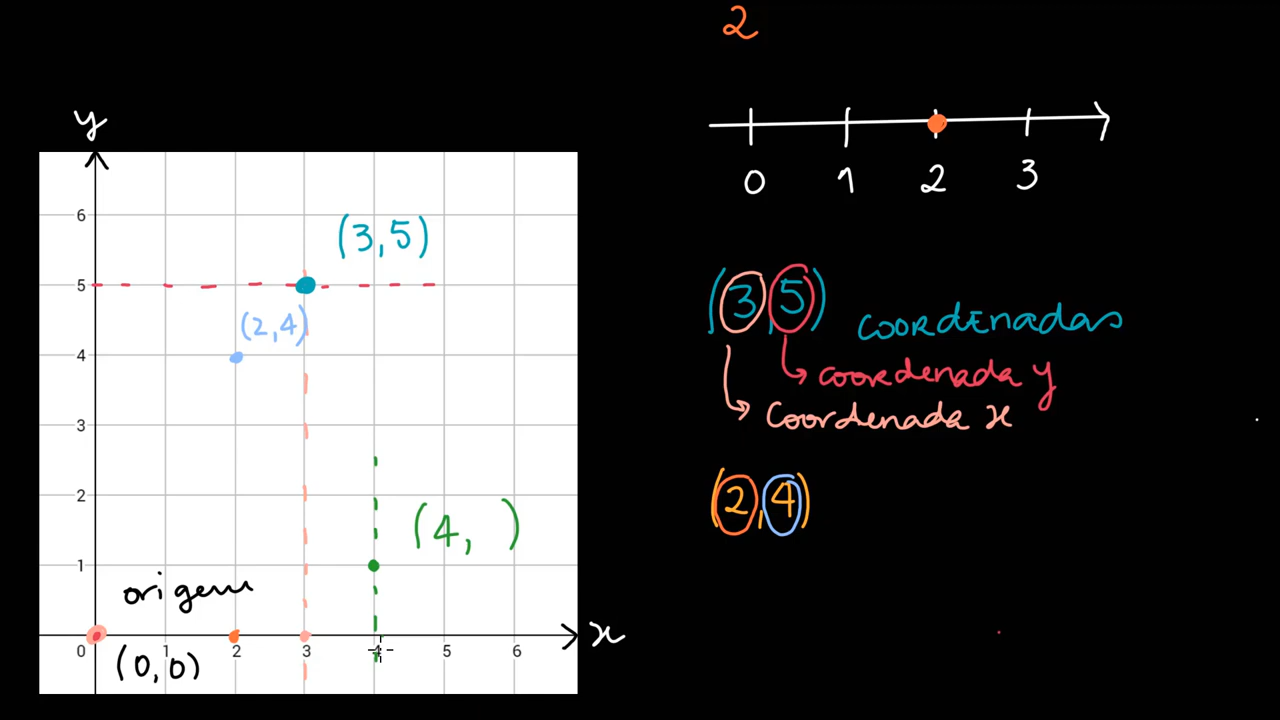 2
y
0 1 2 3
6
(3,5)
5
(3,5)
coordenadas
(2,4)
4
coordenada y
coordenada x
3
2
(2,4)
(4, )
1
origem
x
0 1 2 3 4 5 6
(0,0)